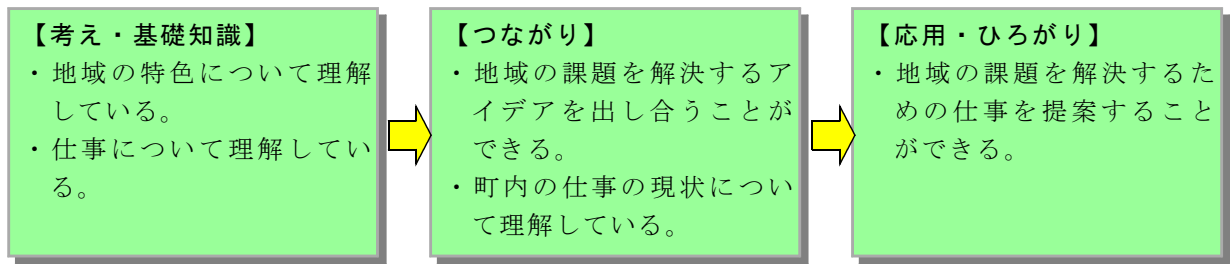 【考え・基礎知識】
・地域の特色について理解
している。
・仕事について理解してい
る。
【つながり】
・地域の課題を解決するア
イデアを出し合うことが
できる。
・町内の仕事の現状につい
て理解している。
【応用・ひろがり】
・地域の課題を解決するた
めの仕事を提案すること
ができる。